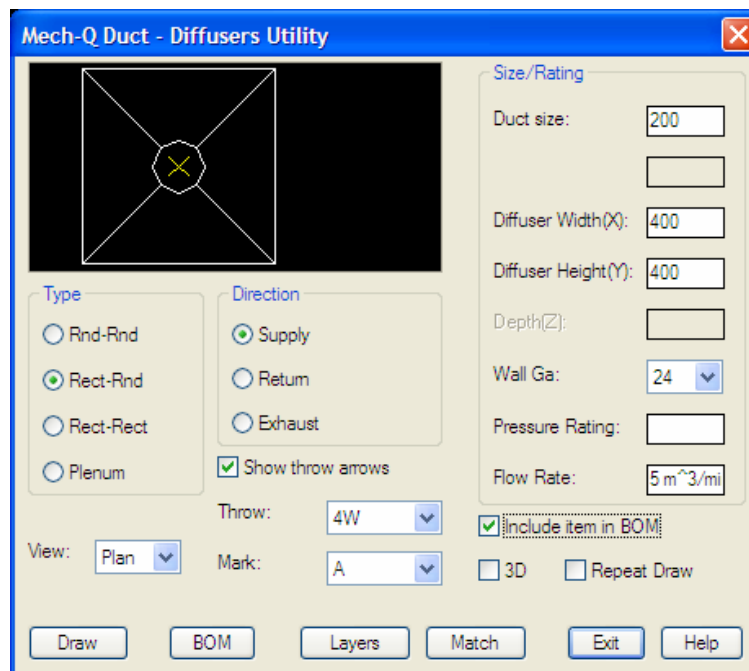 Mech-Q Duct - Diffusers Utility
Size/Rating
Duct size: 200
Diffuser Width(X): 400
Diffuser Height(Y): 400
Depth(Z):
Wall Ga: 24
Pressure Rating:
Flow Rate: 5 m^3/mi
Include item in BOM
3D Repeat Draw
Type
Rnd-Rnd
Rect-Rnd
Rect-Rect
Plenum
Direction
Supply
Return
Exhaust
Show throw arrows
Throw: 4W
View: Plan
Mark: A
Draw BOM Layers Match Exit Help